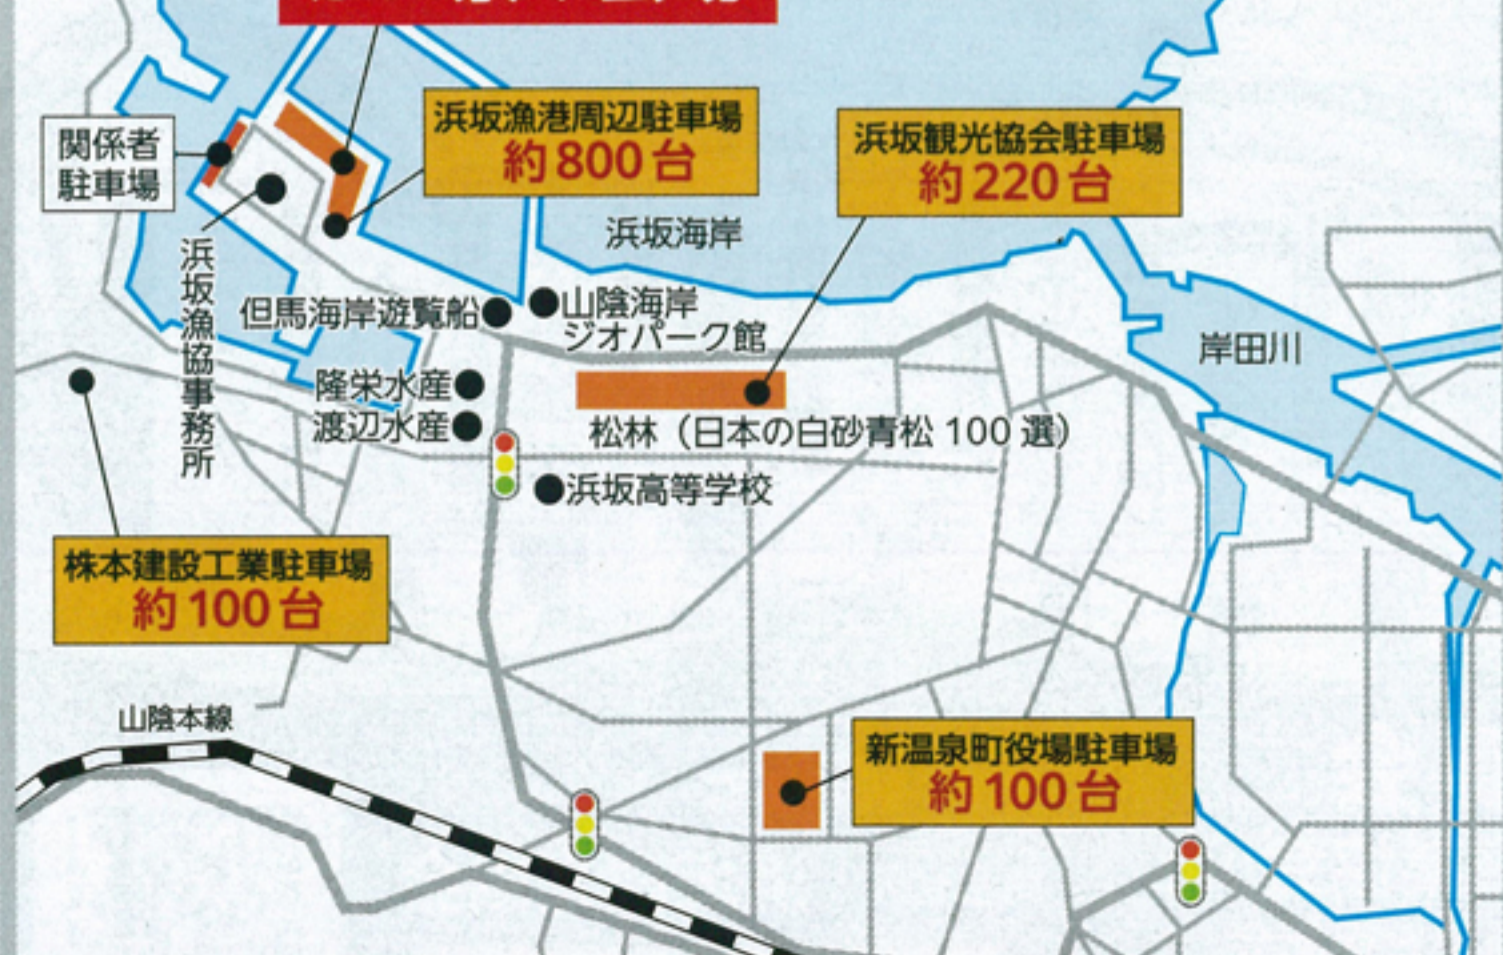 関係者
駐車場
浜坂漁港周辺駐車場
約800台
浜坂観光協会駐車場
約220台
浜坂海岸
浜坂漁協事務所
但馬海岸遊覧船
山陰海岸
ジオパーク館
岸田川
隆栄水産
渡辺水産
松林(日本の白砂青松100選)
浜坂高等学校
株本建設工業駐車場
約100台
山陰本線
新温泉町役場駐車場
約100台